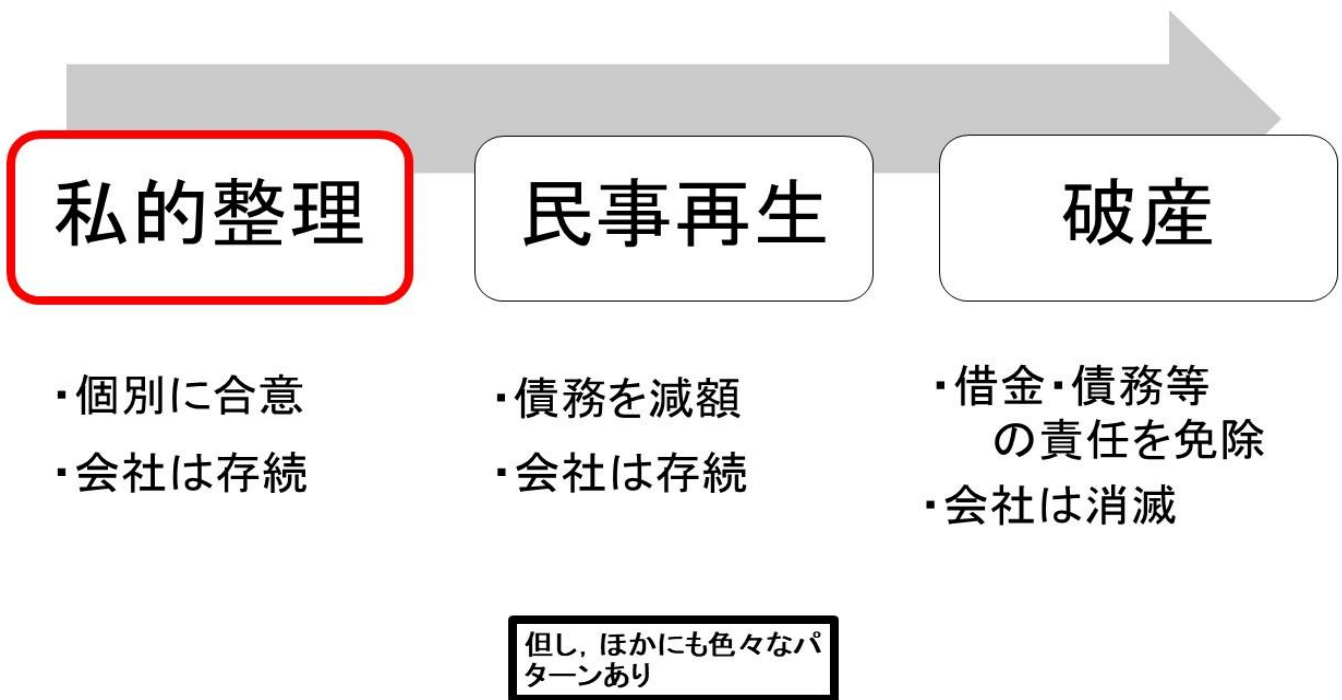 私的整理
・個別に合意
・会社は存続
民事再生
・債務を減額
・会社は存続
破産
・借金・債務等
の責任を免除
・会社は消滅
但し，ほかにも色々なパ
ターンあり